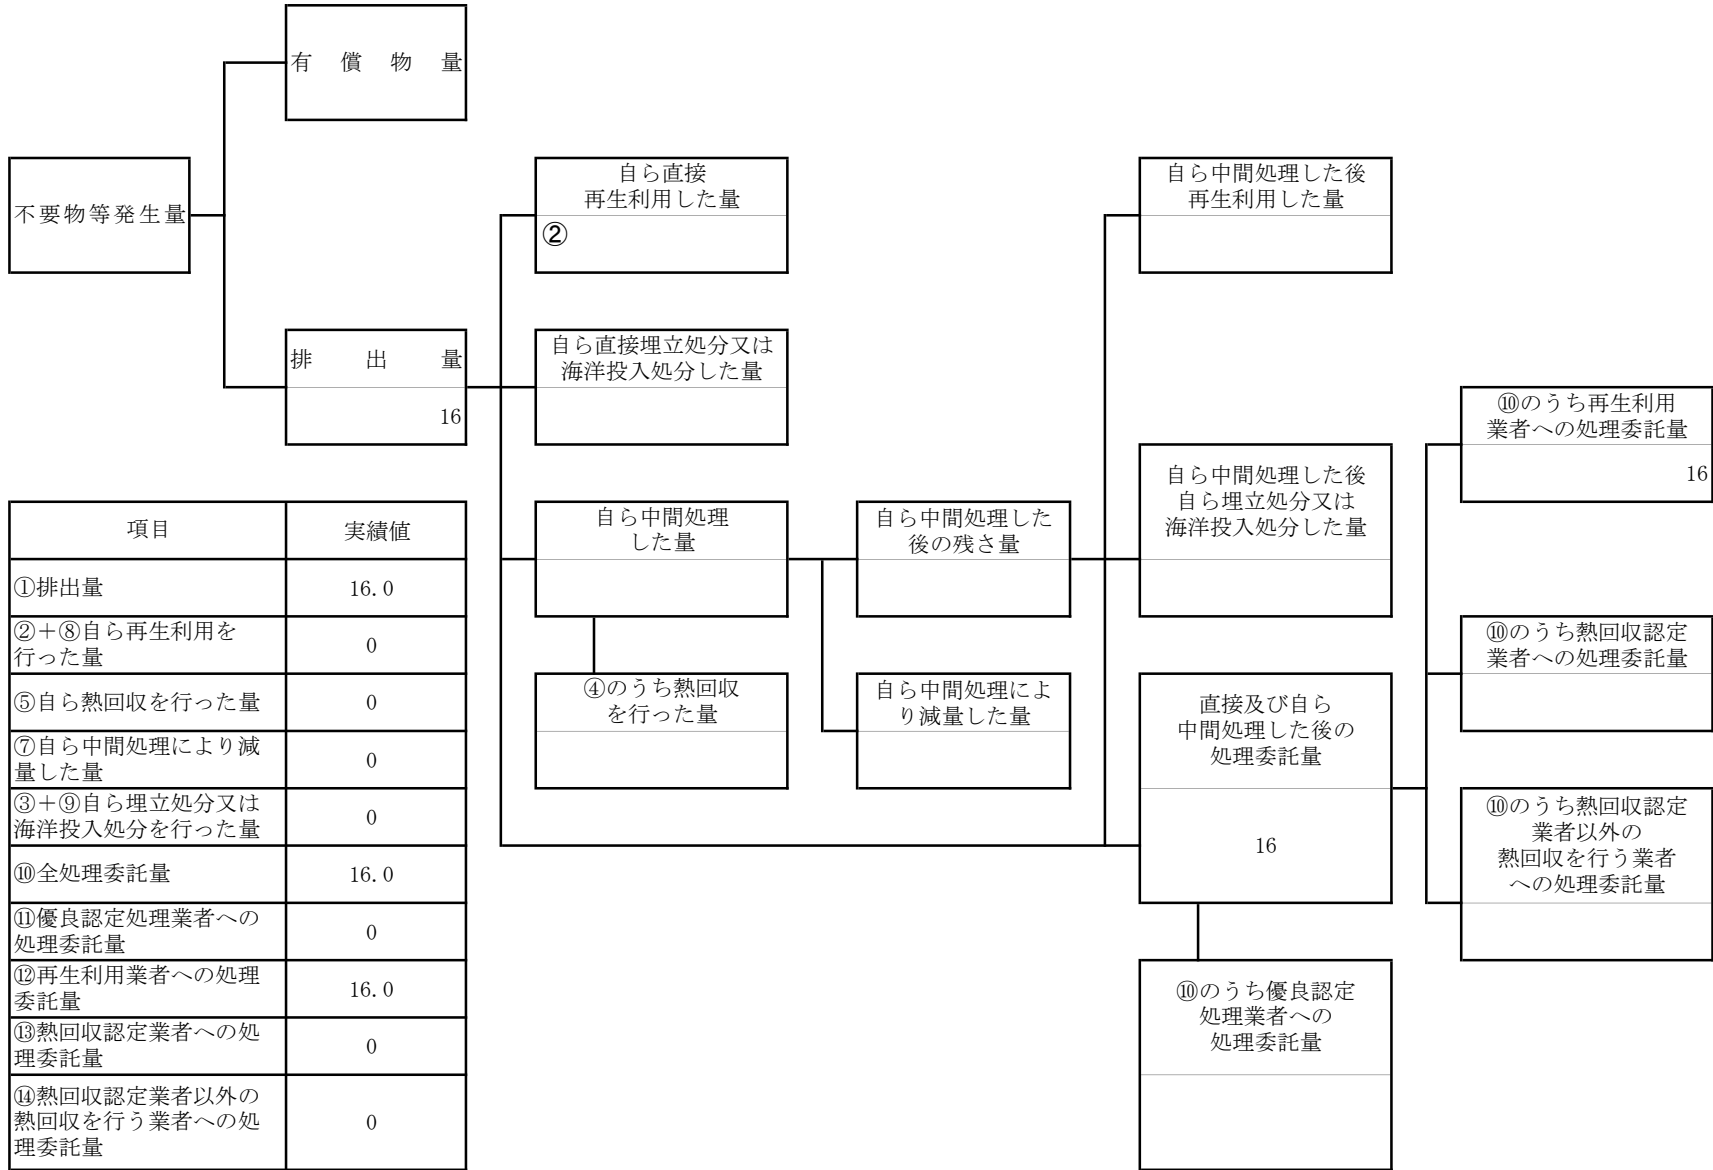 有償物量
不要物等発生量
自ら直接
再生利用した量
②
自ら中間処理した後
再生利用した量
排出量
16
自ら直接埋立処分又は
海洋投入処分した量
⑩のうち再生利用
業者への処理委託量
16
自ら中間処理した後
自ら埋立処分又は
海洋投入処分した量
自ら中間処理
した量
自ら中間処理した
後の残さ量
⑩のうち熱回収認定
業者への処理委託量
④のうち熱回収
を行った量
自ら中間処理によ
り減量した量
直接及び自ら
中間処理した後の
処理委託量
16
⑩のうち熱回収認定
業者以外の
熱回収を行う業者
への処理委託量
⑩のうち優良認定
処理業者への
処理委託量
項目 実績値
①排出量 16.0
②+⑧自ら再生利用を
行った量 0
⑤自ら熱回収を行った量 0
⑦自ら中間処理により減
量した量 0
③+⑨自ら埋立処分又は
海洋投入処分を行った量 0
⑩全処理委託量 16.0
⑪優良認定処理業者への
処理委託量 0
⑫再生利用業者への処理
委託量 16.0
⑬熱回収認定業者への処
理委託量 0
⑭熱回収認定業者以外の
熱回収を行う業者への処
理委託量 0